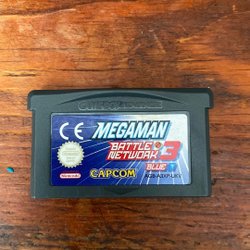 GAME BOY ADVANCE
CE MEGAMAN
BATTLE
NETWORK 3
BLUE
Nintendo
CAPCOM